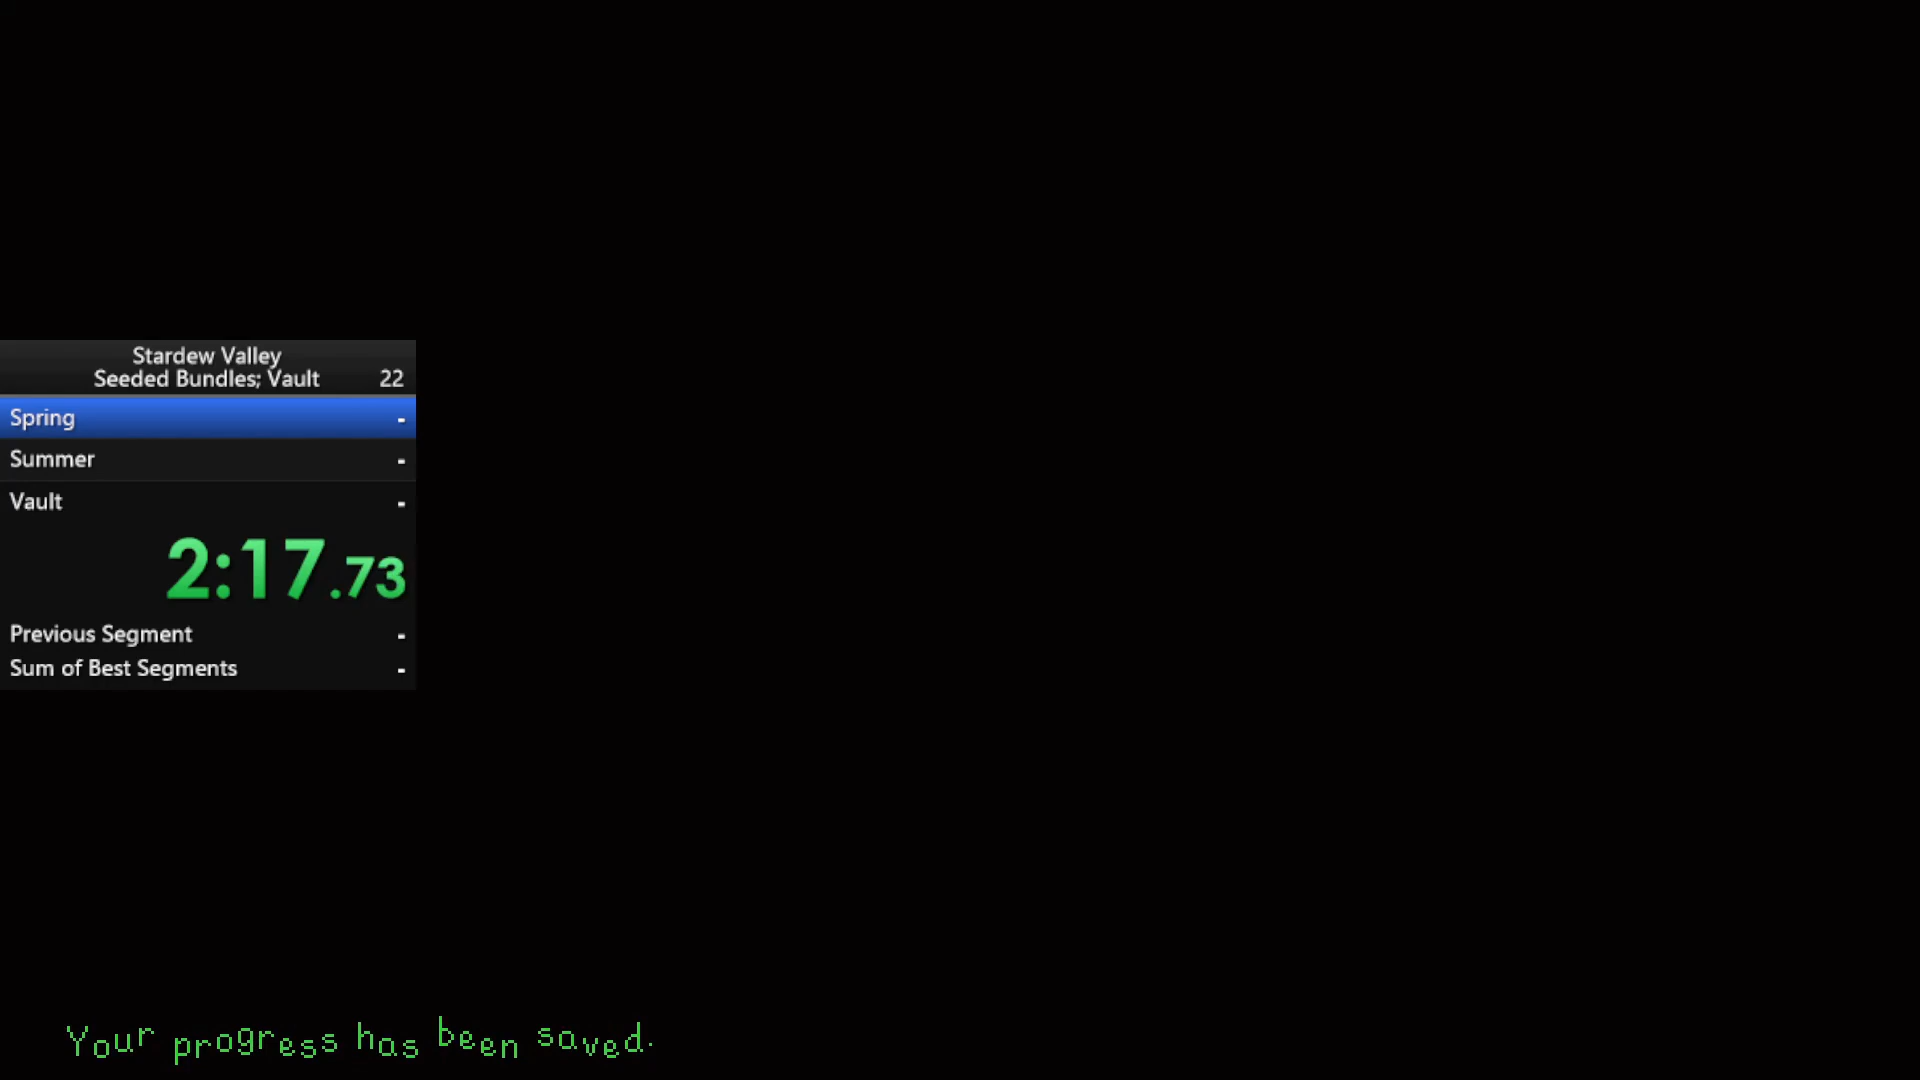 Stardew Valley
Seeded Bundles; Vault 22
Spring -
Summer -
Vault -
2:17.73
Previous Segment -
Sum of Best Segments -
Your progress has been saved.